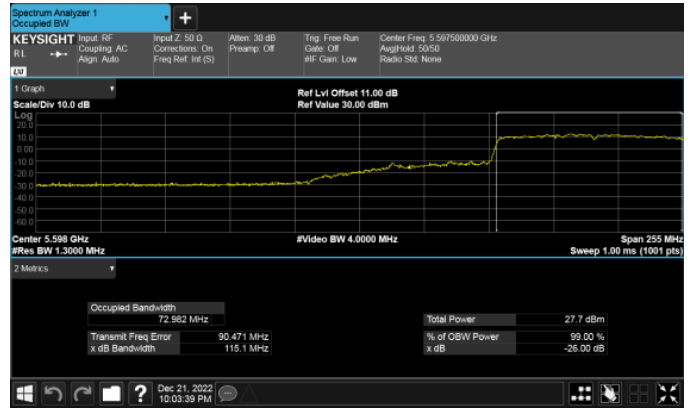 Spectrum Analyzer 1
Occupied BW
+
KEYSIGHT
R L
LXI
Input: RF
Coupling: AC
Align: Auto
Input Z: 50 Ω
Corrections: On
Freq Ref: Int (S)
Atten: 30 dB
Preamp: Off
Trig: Free Run
Gate: Off
#IF Gain: Low
Center Freq: 5.597500000 GHz
Avg|Hold: 50/50
Radio Std: None
1 Graph
Scale/Div 10.0 dB
Ref Lvl Offset 11.00 dB
Ref Value 30.00 dBm
Log
20.0
10.0
0.00
-10.0
-20.0
-30.0
-40.0
-50.0
-60.0
Center 5.598 GHz
#Res BW 1.3000 MHz
#Video BW 4.0000 MHz
Span 255 MHz
Sweep 1.00 ms (1001 pts)
2 Metrics
Occupied Bandwidth
72.982 MHz
Transmit Freq Error 90.471 MHz
x dB Bandwidth 115.1 MHz
Total Power 27.7 dBm
% of OBW Power 99.00 %
x dB -26.00 dB
?
Dec 21, 2022
10:03:39 PM